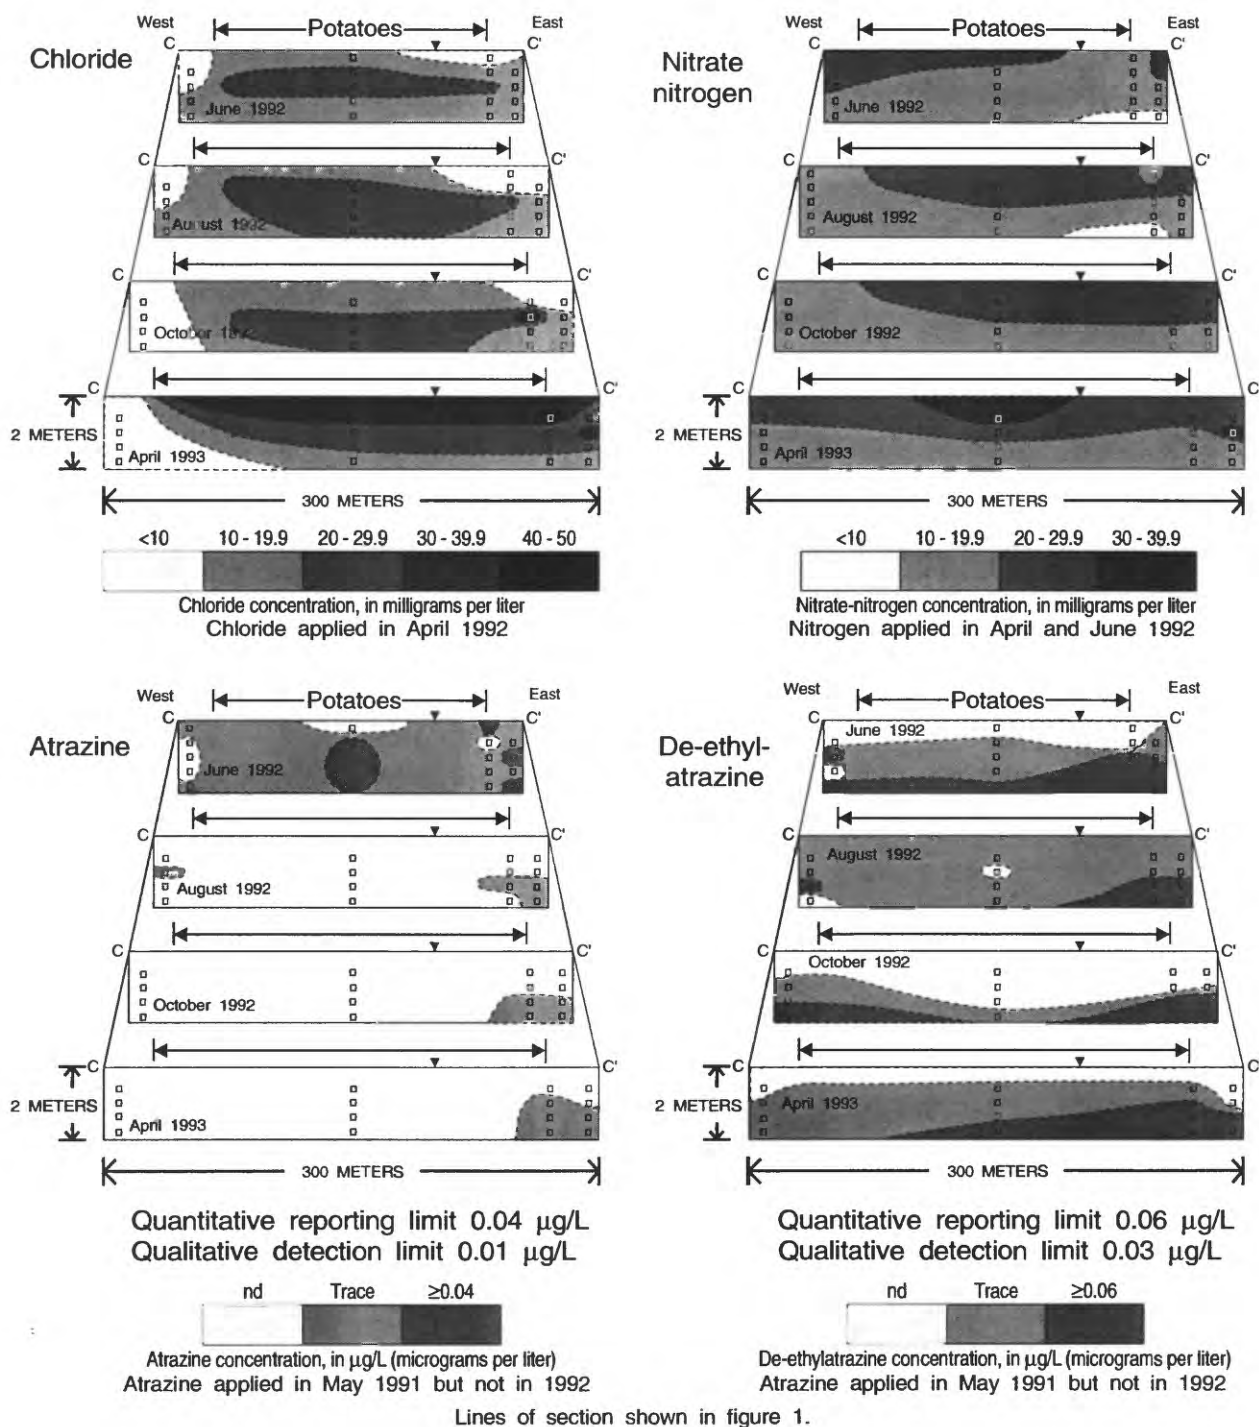 West Potatoes East
C C'
Chloride
June 1992
C C'
August 1992
C C'
October 1992
C C'
2 METERS
April 1993
300 METERS
<10 10 - 19.9 20 - 29.9 30 - 39.9 40 - 50
Chloride concentration, in milligrams per liter
Chloride applied in April 1992
West Potatoes East
C C'
Nitrate
nitrogen
June 1992
C C'
August 1992
C C'
October 1992
C C'
2 METERS
April 1993
300 METERS
<10 10 - 19.9 20 - 29.9 30 - 39.9
Nitrate-nitrogen concentration, in milligrams per liter
Nitrogen applied in April and June 1992
West Potatoes East
C C'
Atrazine
June 1992
C C'
August 1992
C C'
October 1992
C C'
2 METERS
April 1993
300 METERS
Quantitative reporting limit 0.04 µg/L
Qualitative detection limit 0.01 µg/L
nd Trace ≥0.04
Atrazine concentration, in µg/L (micrograms per liter)
Atrazine applied in May 1991 but not in 1992
West Potatoes East
C C'
De-ethyl-
atrazine
June 1992
C C'
August 1992
C C'
October 1992
C C
2 METERS
April 1993
300 METERS
Quantitative reporting limit 0.06 µg/L
Qualitative detection limit 0.03 µg/L
nd Trace ≥0.06
De-ethylatrazine concentration, in µg/L (micrograms per liter)
Atrazine applied in May 1991 but not in 1992
Lines of section shown in figure 1.